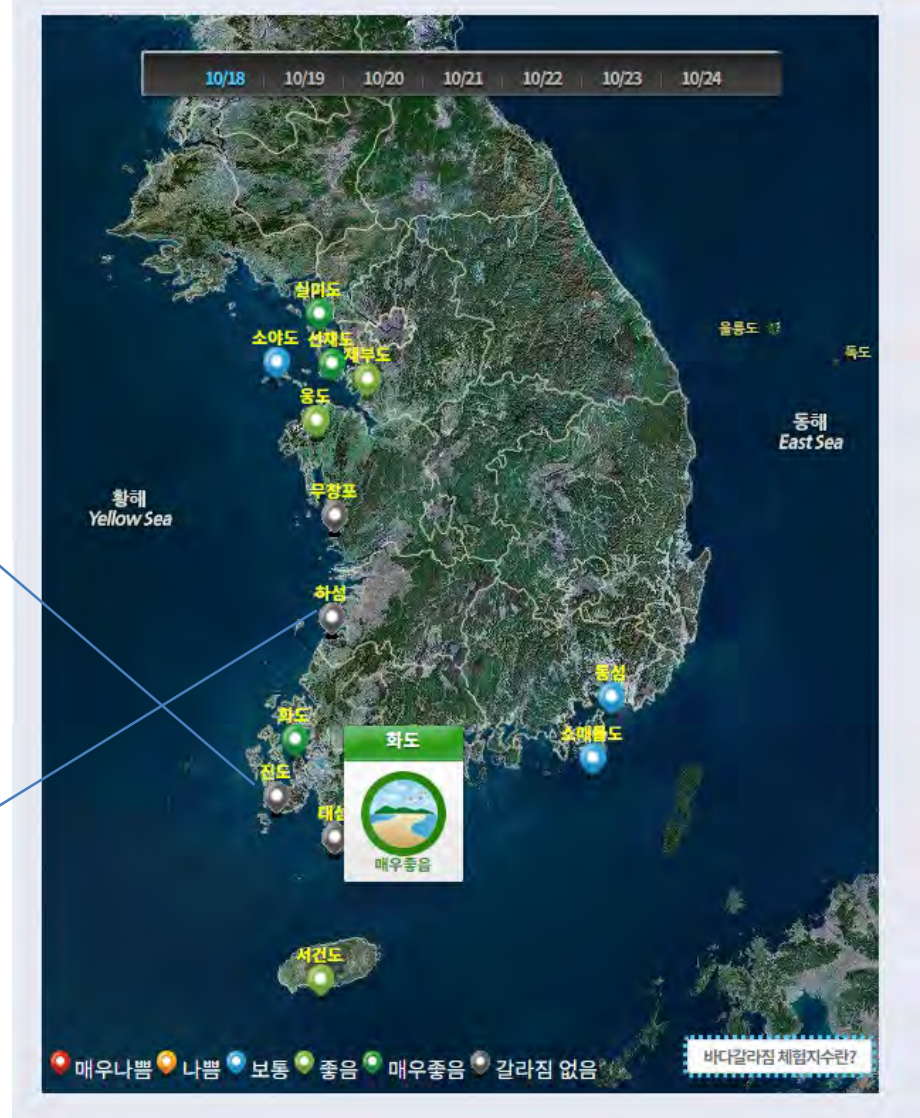 10/18 10/19 10/20 10/21 10/22 10/23 10/24
실미도
소야도 선재도 제부도
울릉도
독도
웅도
동해
East Sea
무창포
황해
Yellow Sea
하섬
동섬
화도
소매물도
화도
진도
대섬
매우좋음
서건도
매우나쁨 나쁨 보통 좋음 매우좋음 갈라짐 없음
바다갈라짐 체험지수란?